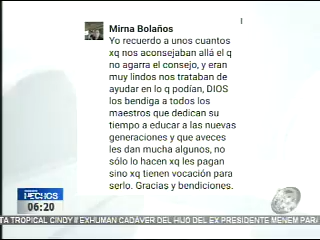 Mirna Bolaños
Yo recuerdo a unos cuantos
xq nos aconsejaban allá el q
no agarra el consejo, y eran
muy lindos nos trataban de
ayudar en lo q podían, DIOS
los bendiga a todos los
maestros que dedican su
tiempo a educar a las nuevas
generaciones y que aveces
les dan mucha algunos, no
sólo lo hacen xq les pagan
sino xq tienen vocación para
serlo. Gracias y bendiciones.
HECHOS
06:20
TA TROPICAL CINDY // EXHUMAN CADÁVER DEL HIJO DEL EX PRESIDENTE MENEM PARA